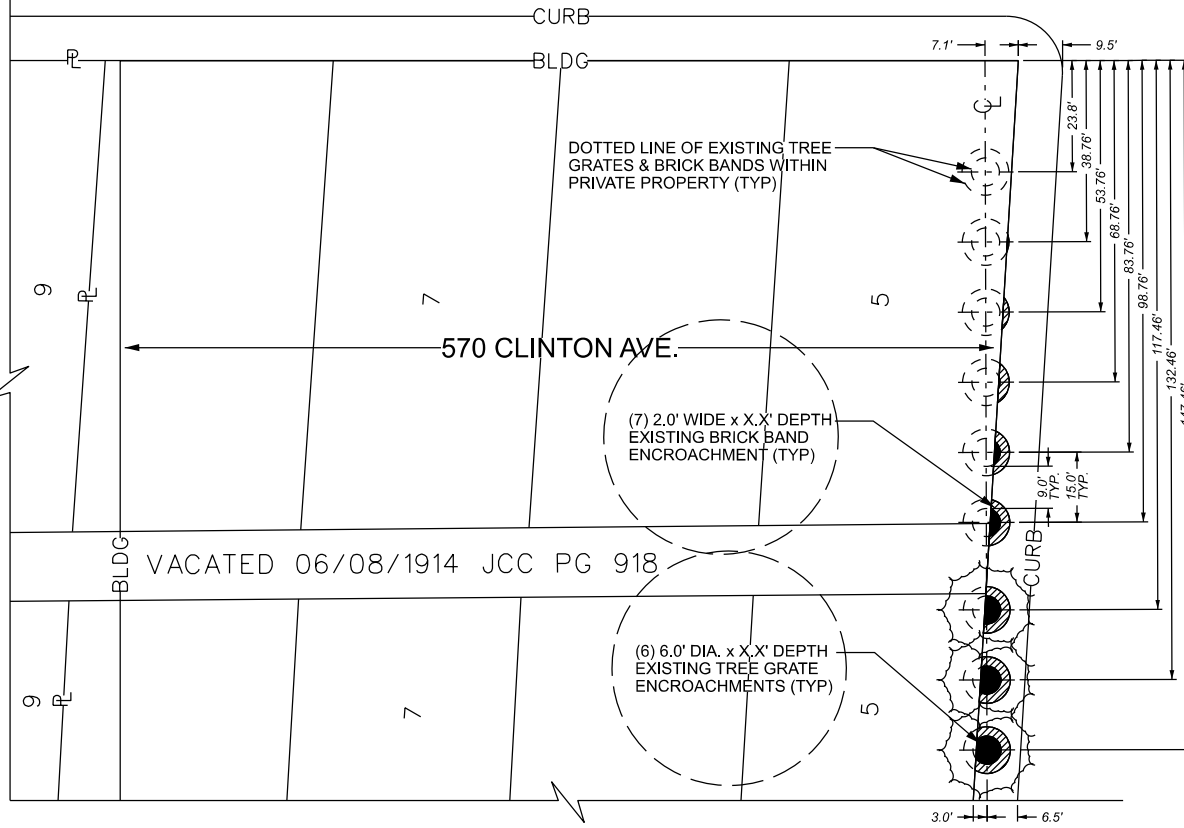 CURB
7.1'
9.5'
PL
BLDG
CL
23.8'
38.76'
53.76'
68.76'
83.76'
98.76'
117.46'
132.46'
DOTTED LINE OF EXISTING TREE
GRATES & BRICK BANDS WITHIN
PRIVATE PROPERTY (TYP)
9
PL
7
5
570 CLINTON AVE.
(7) 2.0' WIDE x X.X' DEPTH
EXISTING BRICK BAND
ENCROACHMENT (TYP)
9.0'
TYP.
15.0'
TYP.
BLDG
VACATED 06/08/1914 JCC PG 918
CURB
(6) 6.0' DIA. x X.X' DEPTH
EXISTING TREE GRATE
ENCROACHMENTS (TYP)
9
PL
7
5
3.0'
6.5'